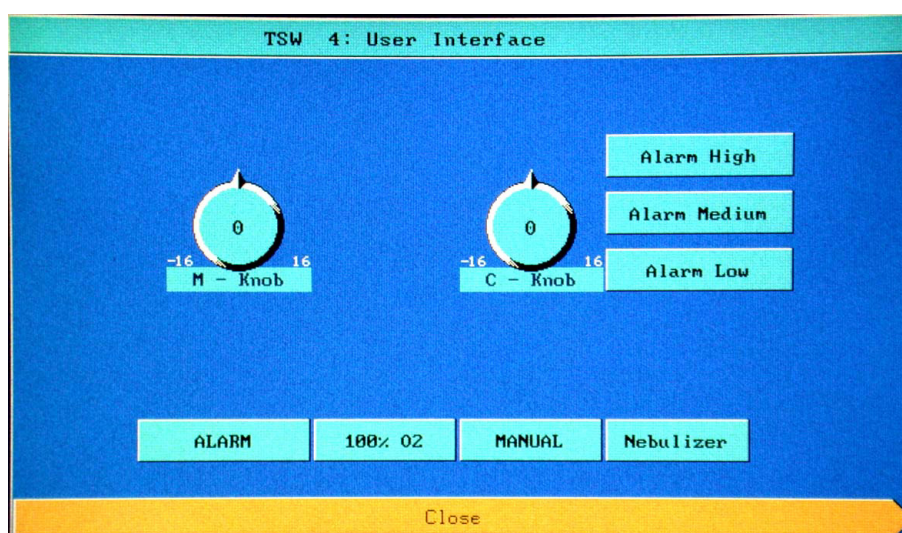 TSW 4: User Interface
Alarm High
Alarm Medium
Alarm Low
0
-16 16
M - Knob
0
-16 16
C - Knob
ALARM
100% O2
MANUAL
Nebulizer
Close